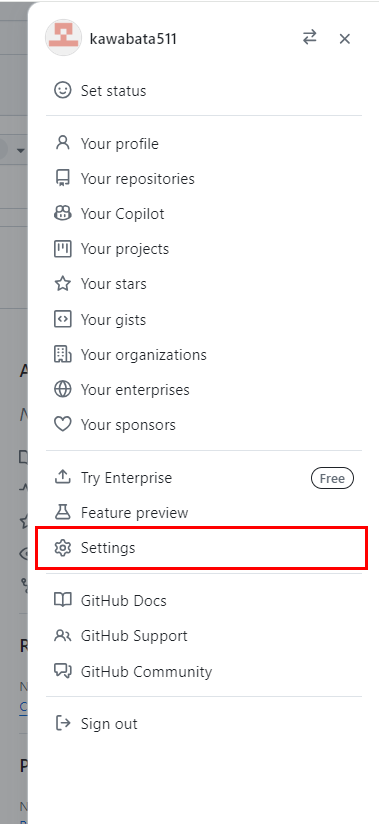 kawabata511
Set status
Your profile
Your repositories
Your Copilot
Your projects
Your stars
Your gists
Your organizations
Your enterprises
Your sponsors
Try Enterprise Free
Feature preview
Settings
GitHub Docs
GitHub Support
GitHub Community
Sign out